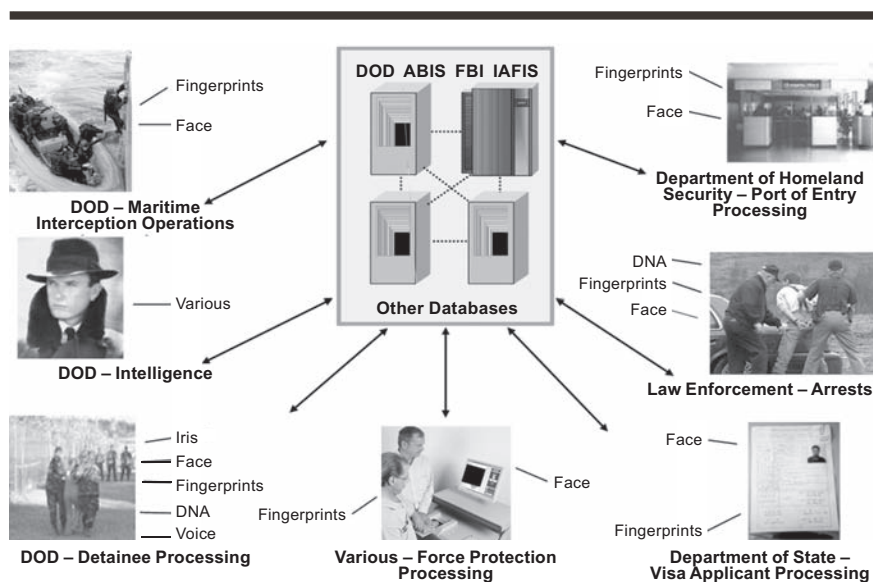 DOD ABIS FBI IAFIS
Other Databases
Fingerprints
Face
DOD – Maritime
Interception Operations
Various
DOD – Intelligence
Iris
Face
Fingerprints
DNA
Voice
DOD – Detainee Processing
Fingerprints
Face
Various – Force Protection
Processing
Fingerprints
Face
Department of Homeland
Security – Port of Entry
Processing
DNA
Fingerprints
Face
Law Enforcement – Arrests
Face
Fingerprints
Department of State –
Visa Applicant Processing